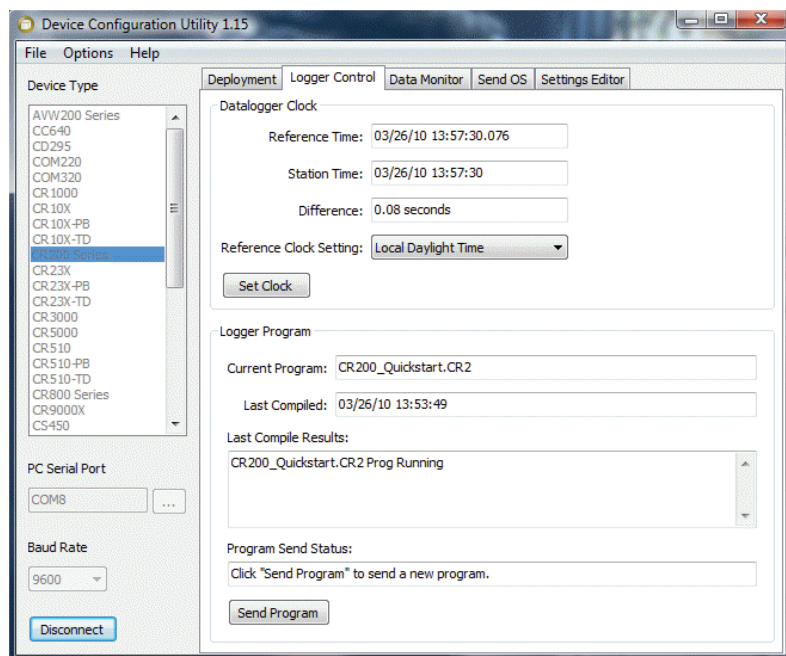 Device Configuration Utility 1.15
File Options Help
Device Type
AVW200 Series
CC640
CD295
COM220
COM320
CR1000
CR10X
CR10X-PB
CR10X-TD
CR200 Series
CR23X
CR23X-PB
CR23X-TD
CR3000
CR5000
CR510
CR510-PB
CR510-TD
CR800 Series
CR9000X
CS450
PC Serial Port
COM8 ...
Baud Rate
9600
Disconnect
Deployment Logger Control Data Monitor Send OS Settings Editor
Datalogger Clock
Reference Time: 03/26/10 13:57:30.076
Station Time: 03/26/10 13:57:30
Difference: 0.08 seconds
Reference Clock Setting: Local Daylight Time
Set Clock
Logger Program
Current Program: CR200_Quickstart.CR2
Last Compiled: 03/26/10 13:53:49
Last Compile Results:
CR200_Quickstart.CR2 Prog Running
Program Send Status:
Click "Send Program" to send a new program.
Send Program